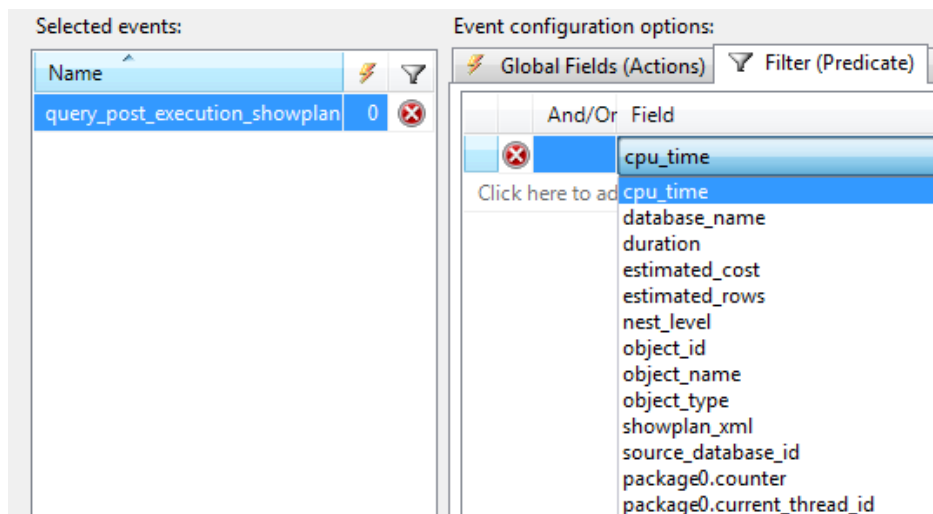 Selected events:
Name
query_post_execution_showplan 0
Event configuration options:
Global Fields (Actions) Filter (Predicate)
And/Or Field
cpu_time
Click here to ad
cpu_time
database_name
duration
estimated_cost
estimated_rows
nest_level
object_id
object_name
object_type
showplan_xml
source_database_id
package0.counter
package0.current_thread_id